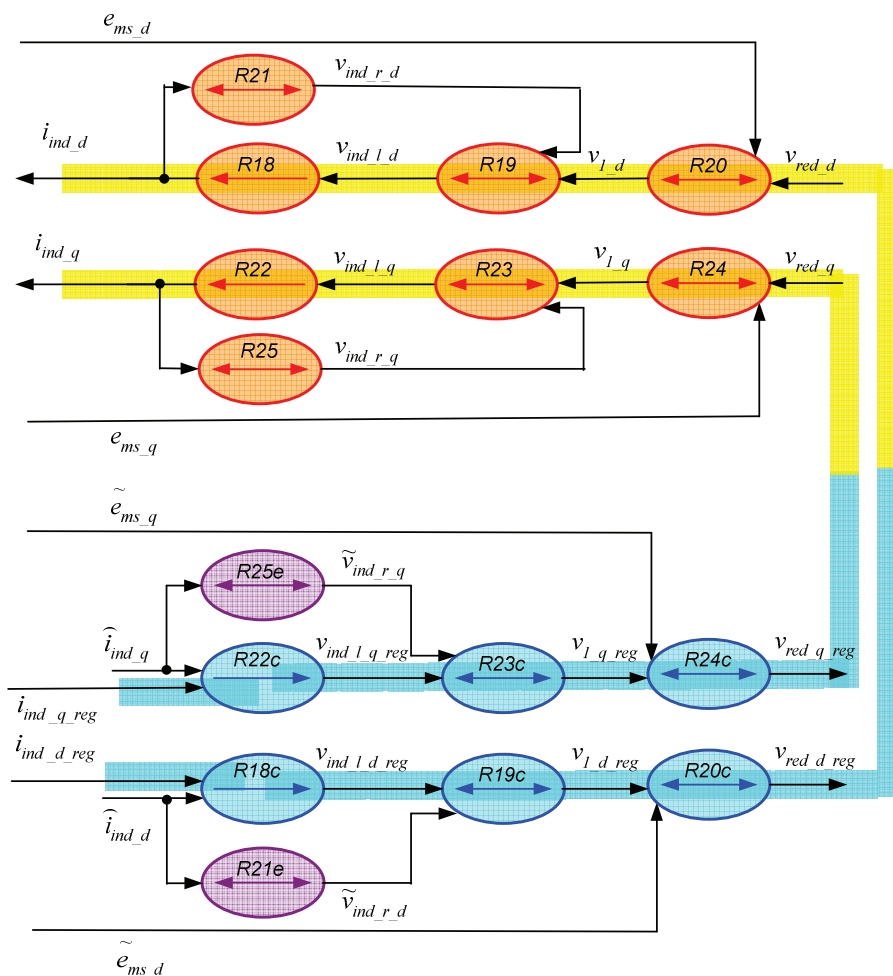 e_ms_d
R21
v_ind_r_d
i_ind_d
R18
v_ind_l_d
R19
v_1_d
R20
v_red_d
i_ind_q
R22
v_ind_l_q
R23
v_1_q
R24
v_red_q
R25
v_ind_r_q
e_ms_q
ẽ_ms_q
R25e
ṽ_ind_r_q
î_ind_q
R22c
v_ind_l_q_reg
R23c
v_1_q_reg
R24c
v_red_q_reg
i_ind_q_reg
i_ind_d_reg
R18c
v_ind_l_d_reg
R19c
v_1_d_reg
R20c
v_red_d_reg
î_ind_d
R21e
ṽ_ind_r_d
ẽ_ms_d